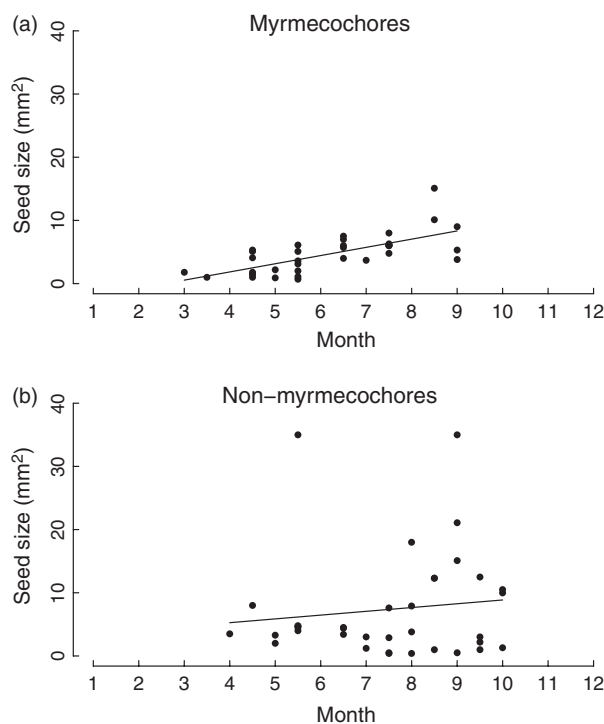 (a) Myrmecochores
Seed size (mm²)
40
30
20
10
0
1 2 3 4 5 6 7 8 9 10 11 12
Month
(b) Non−myrmecochores
Seed size (mm²)
40
30
20
10
0
1 2 3 4 5 6 7 8 9 10 11 12
Month